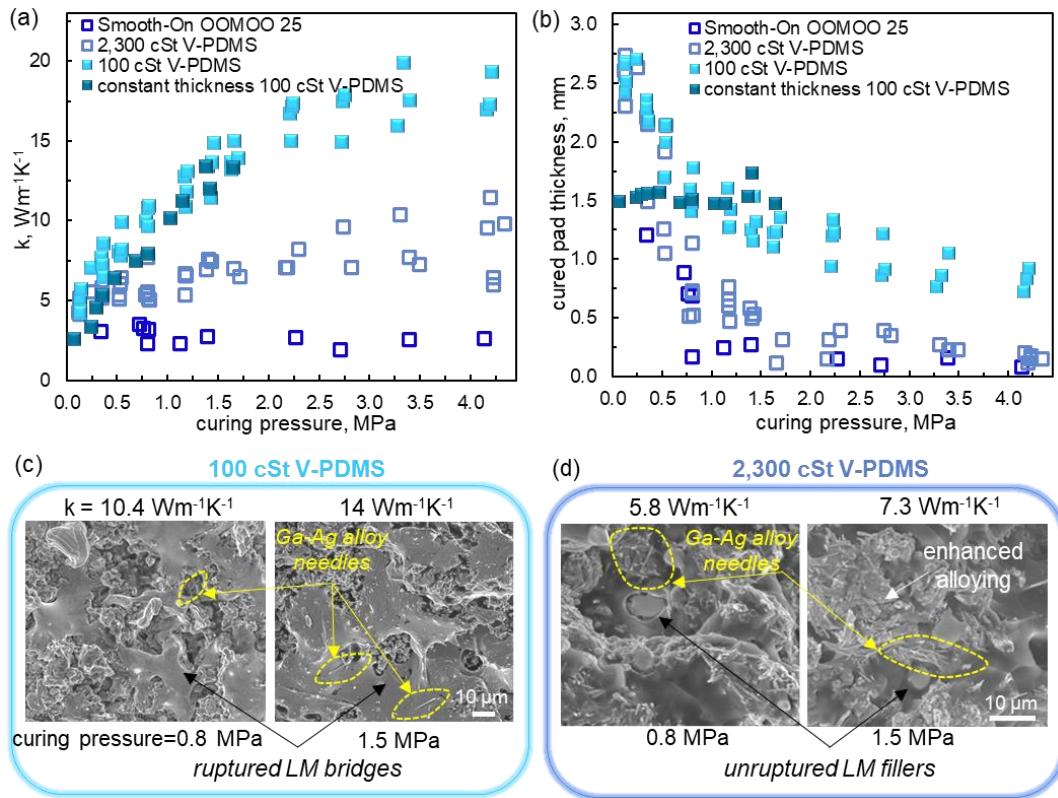 (a)
Smooth-On OOMOO 25
2,300 cSt V-PDMS
100 cSt V-PDMS
constant thickness 100 cSt V-PDMS
25
20
15
10
5
0
k, Wm⁻¹K⁻¹
0.0 0.5 1.0 1.5 2.0 2.5 3.0 3.5 4.0
curing pressure, MPa
(b)
Smooth-On OOMOO 25
2,300 cSt V-PDMS
100 cSt V-PDMS
constant thickness 100 cSt V-PDMS
3.0
2.5
2.0
1.5
1.0
0.5
0.0
cured pad thickness, mm
0.0 0.5 1.0 1.5 2.0 2.5 3.0 3.5 4.0
curing pressure, MPa
(c)
100 cSt V-PDMS
k = 10.4 Wm⁻¹K⁻¹
14 Wm⁻¹K⁻¹
Ga-Ag alloy
needles
10 µm
curing pressure=0.8 MPa
1.5 MPa
ruptured LM bridges
(d)
2,300 cSt V-PDMS
5.8 Wm⁻¹K⁻¹
7.3 Wm⁻¹K⁻¹
Ga-Ag alloy
needles
enhanced
alloying
10 µm
0.8 MPa
1.5 MPa
unruptured LM fillers